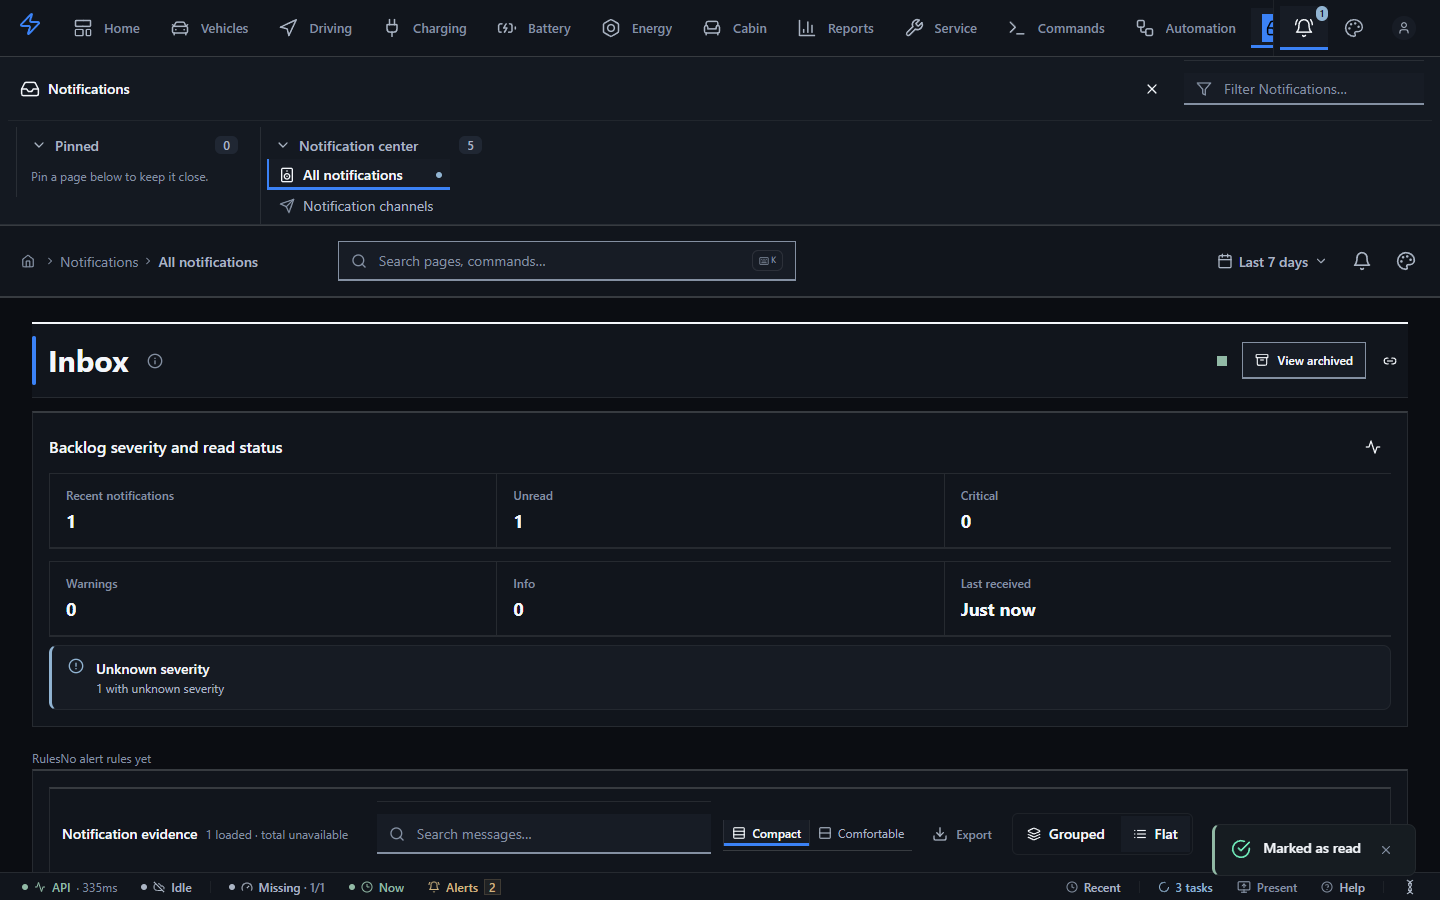 Home Vehicles Driving Charging Battery Energy Cabin Reports Service Commands Automation 1
Notifications Filter Notifications...
Pinned 0 Notification center 5
Pin a page below to keep it close. All notifications
Notification channels
Notifications All notifications Search pages, commands... K Last 7 days
Inbox View archived
Backlog severity and read status
Recent notifications Unread Critical
1 1 0
Warnings Info Last received
0 0 Just now
Unknown severity
1 with unknown severity
RulesNo alert rules yet
Notification evidence 1 loaded · total unavailable Search messages... Compact Comfortable Export Grouped Flat Marked as read
API · 335ms Idle Missing · 1/1 Now Alerts 2 Recent 3 tasks Present Help